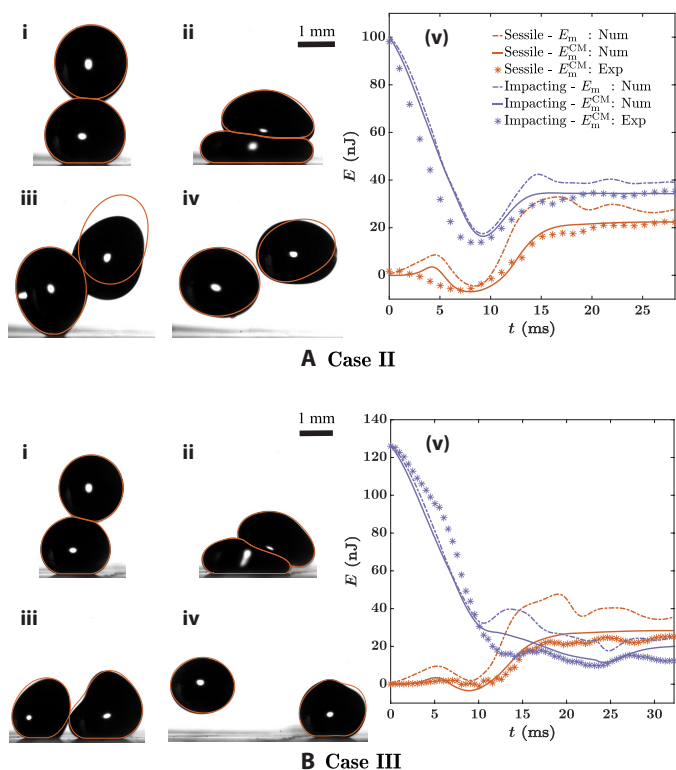 i
ii
1 mm
iii
iv
(v)
Sessile - E_m : Num
Sessile - E_m^CM: Num
Sessile - E_m^CM: Exp
Impacting - E_m : Num
Impacting - E_m^CM: Num
Impacting - E_m^CM: Exp
100
80
60
40
20
0
E (nJ)
0 5 10 15 20 25
t (ms)
A Case II
i
ii
1 mm
iii
iv
(v)
140
120
100
80
60
40
20
0
E (nJ)
0 5 10 15 20 25 30
t (ms)
B Case III